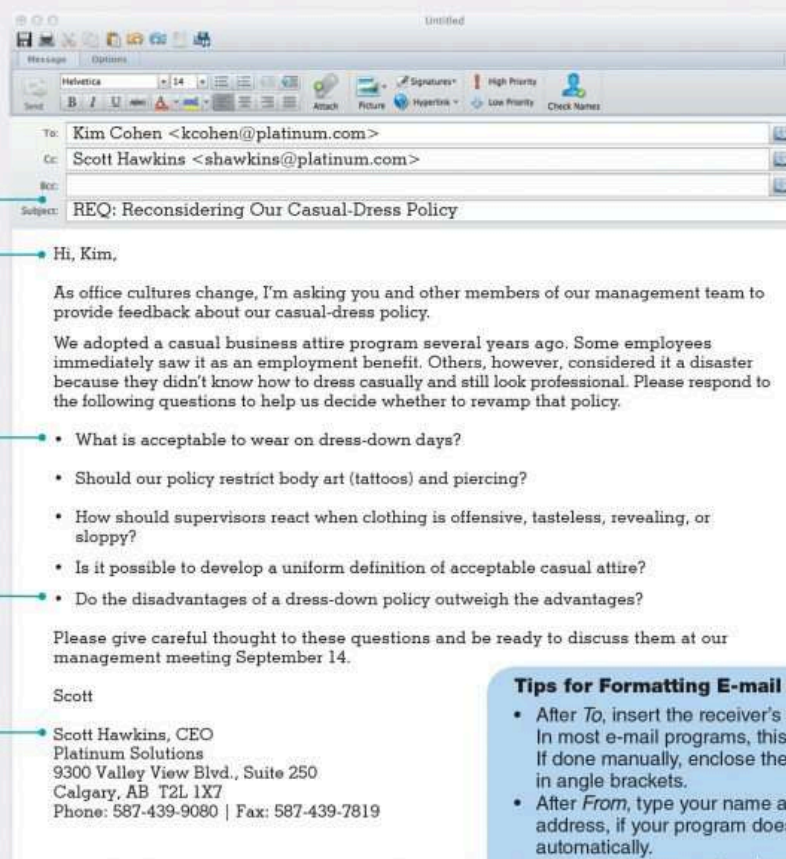 Untitled
Message Options
Helvetica 14 Signatures High Priority
Send B I U ABC A Attach Picture Hyperlink Low Priority Check Names
To: Kim Cohen <kcohen@platinum.com>
Cc: Scott Hawkins <shawkins@platinum.com>
Bcc:
Subject: REQ: Reconsidering Our Casual-Dress Policy
Hi, Kim,
As office cultures change, I'm asking you and other members of our management team to
provide feedback about our casual-dress policy.
We adopted a casual business attire program several years ago. Some employees
immediately saw it as an employment benefit. Others, however, considered it a disaster
because they didn't know how to dress casually and still look professional. Please respond to
the following questions to help us decide whether to revamp that policy.
• What is acceptable to wear on dress-down days?
• Should our policy restrict body art (tattoos) and piercing?
• How should supervisors react when clothing is offensive, tasteless, revealing, or
sloppy?
• Is it possible to develop a uniform definition of acceptable casual attire?
• Do the disadvantages of a dress-down policy outweigh the advantages?
Please give careful thought to these questions and be ready to discuss them at our
management meeting September 14.
Scott
Scott Hawkins, CEO
Platinum Solutions
9300 Valley View Blvd., Suite 250
Calgary, AB T2L 1X7
Phone: 587-439-9080 | Fax: 587-439-7819
Tips for Formatting E-mail
• After To, insert the receiver's
In most e-mail programs, this
If done manually, enclose the
in angle brackets.
• After From, type your name a
address, if your program does
automatically.